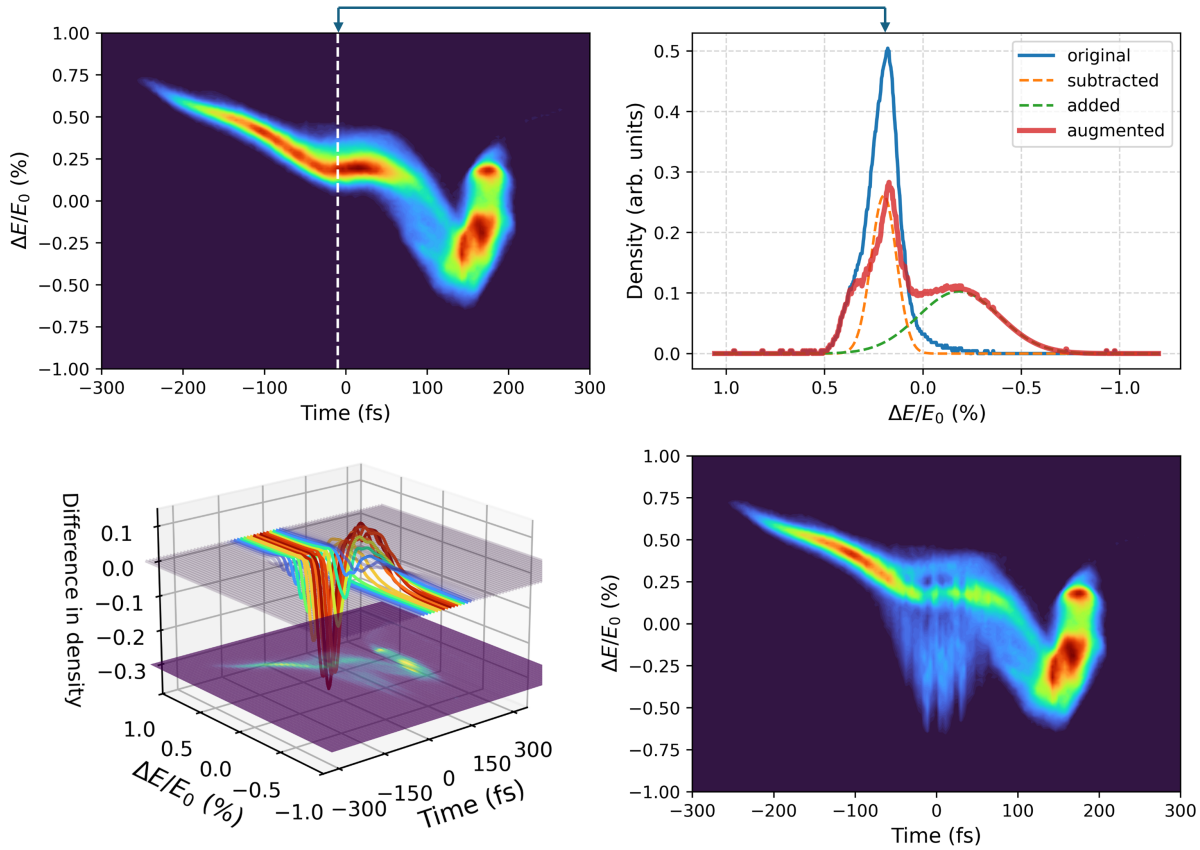 1.00
0.75
0.50
0.25
0.00
−0.25
−0.50
−0.75
−1.00
ΔE/E₀ (%)
−300 −200 −100 0 100 200 300
Time (fs)
original
subtracted
added
augmented
0.5
0.4
0.3
0.2
0.1
0.0
Density (arb. units)
1.0 0.5 0.0 −0.5 −1.0
ΔE/E₀ (%)
Difference in density
0.1
0.0
−0.1
−0.2
−0.3
1.0
0.5
0.0
−0.5
−1.0
ΔE/E₀ (%)
−300
−150
0
150
300
Time (fs)
1.00
0.75
0.50
0.25
0.00
−0.25
−0.50
−0.75
−1.00
ΔE/E₀ (%)
−300 −200 −100 0 100 200 300
Time (fs)